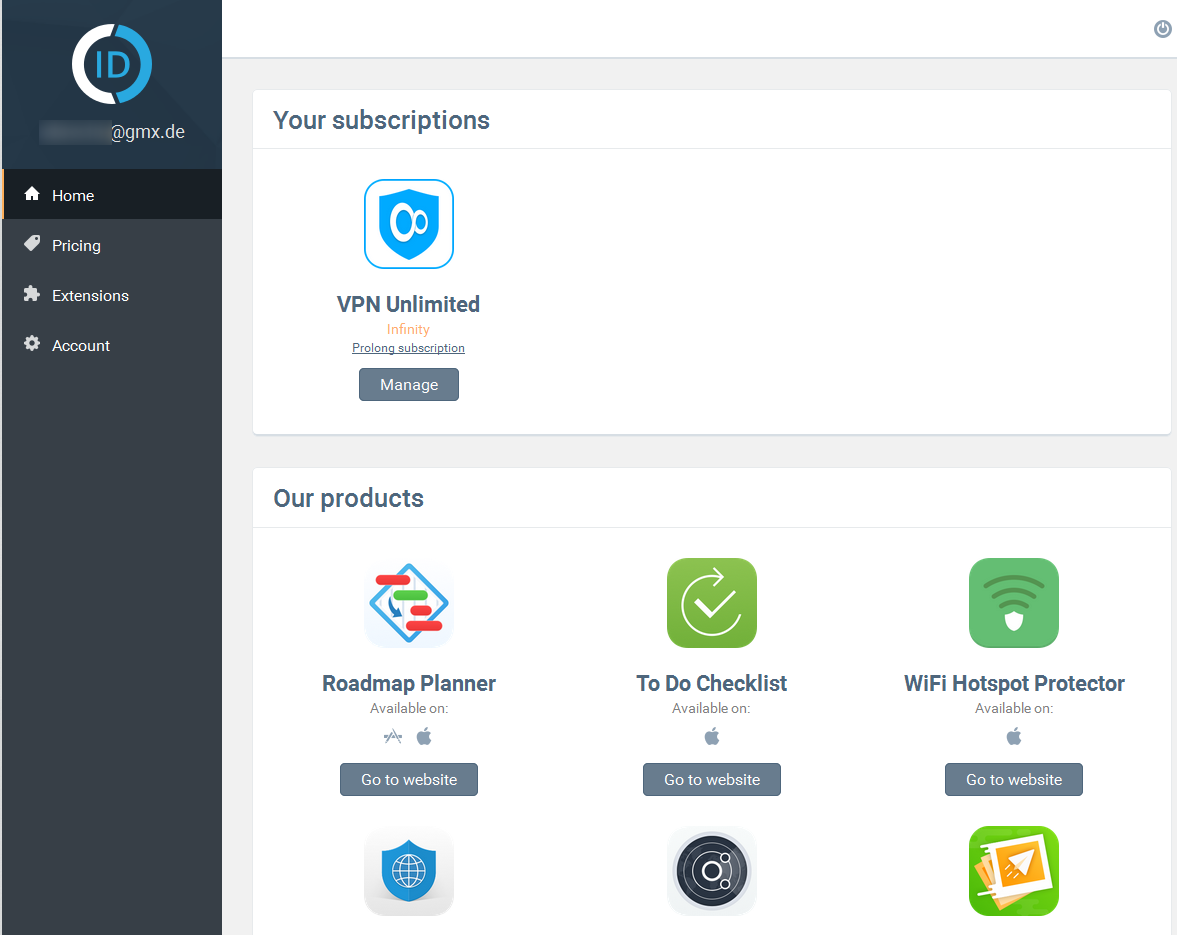 ID
@gmx.de
Home
Pricing
Extensions
Account
Your subscriptions
VPN Unlimited
Infinity
Prolong subscription
Manage
Our products
Roadmap Planner
Available on:
Go to website
To Do Checklist
Available on:
Go to website
WiFi Hotspot Protector
Available on:
Go to website